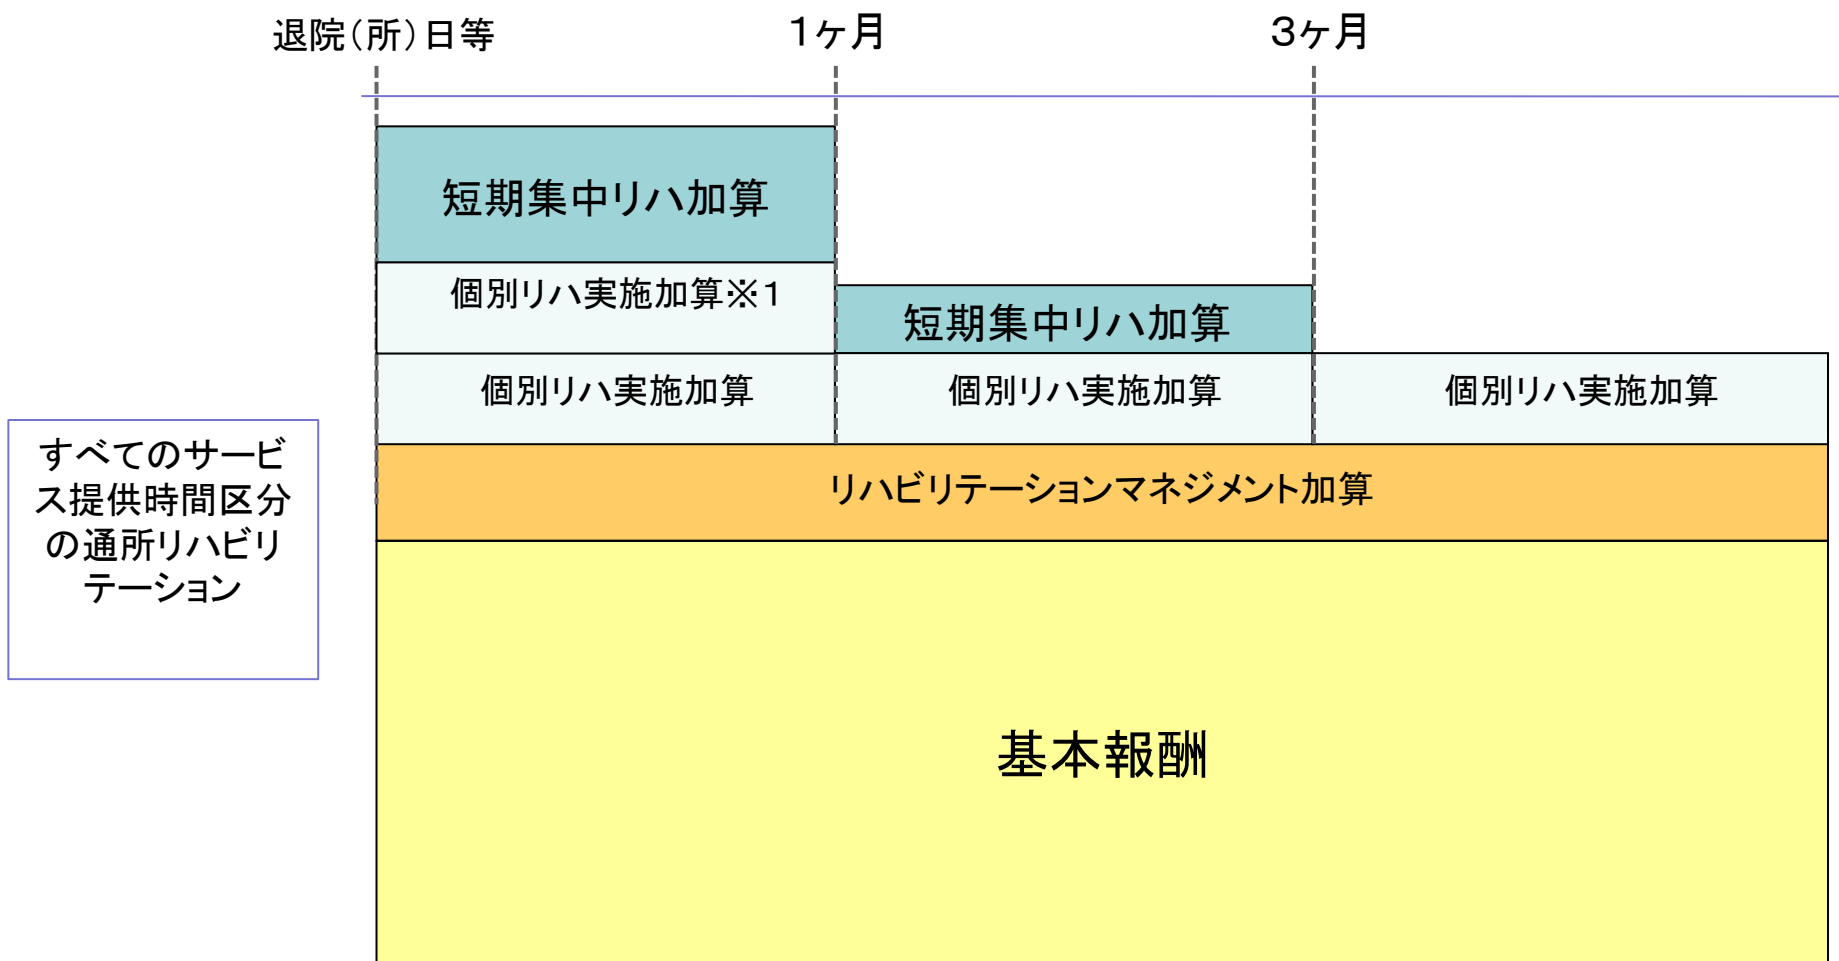 退院（所）日等
１ヶ月
３ヶ月
短期集中リハ加算
個別リハ実施加算※１
短期集中リハ加算
個別リハ実施加算
個別リハ実施加算
個別リハ実施加算
すべてのサービ
ス提供時間区分
の通所リハビリ
テーション
リハビリテーションマネジメント加算
基本報酬